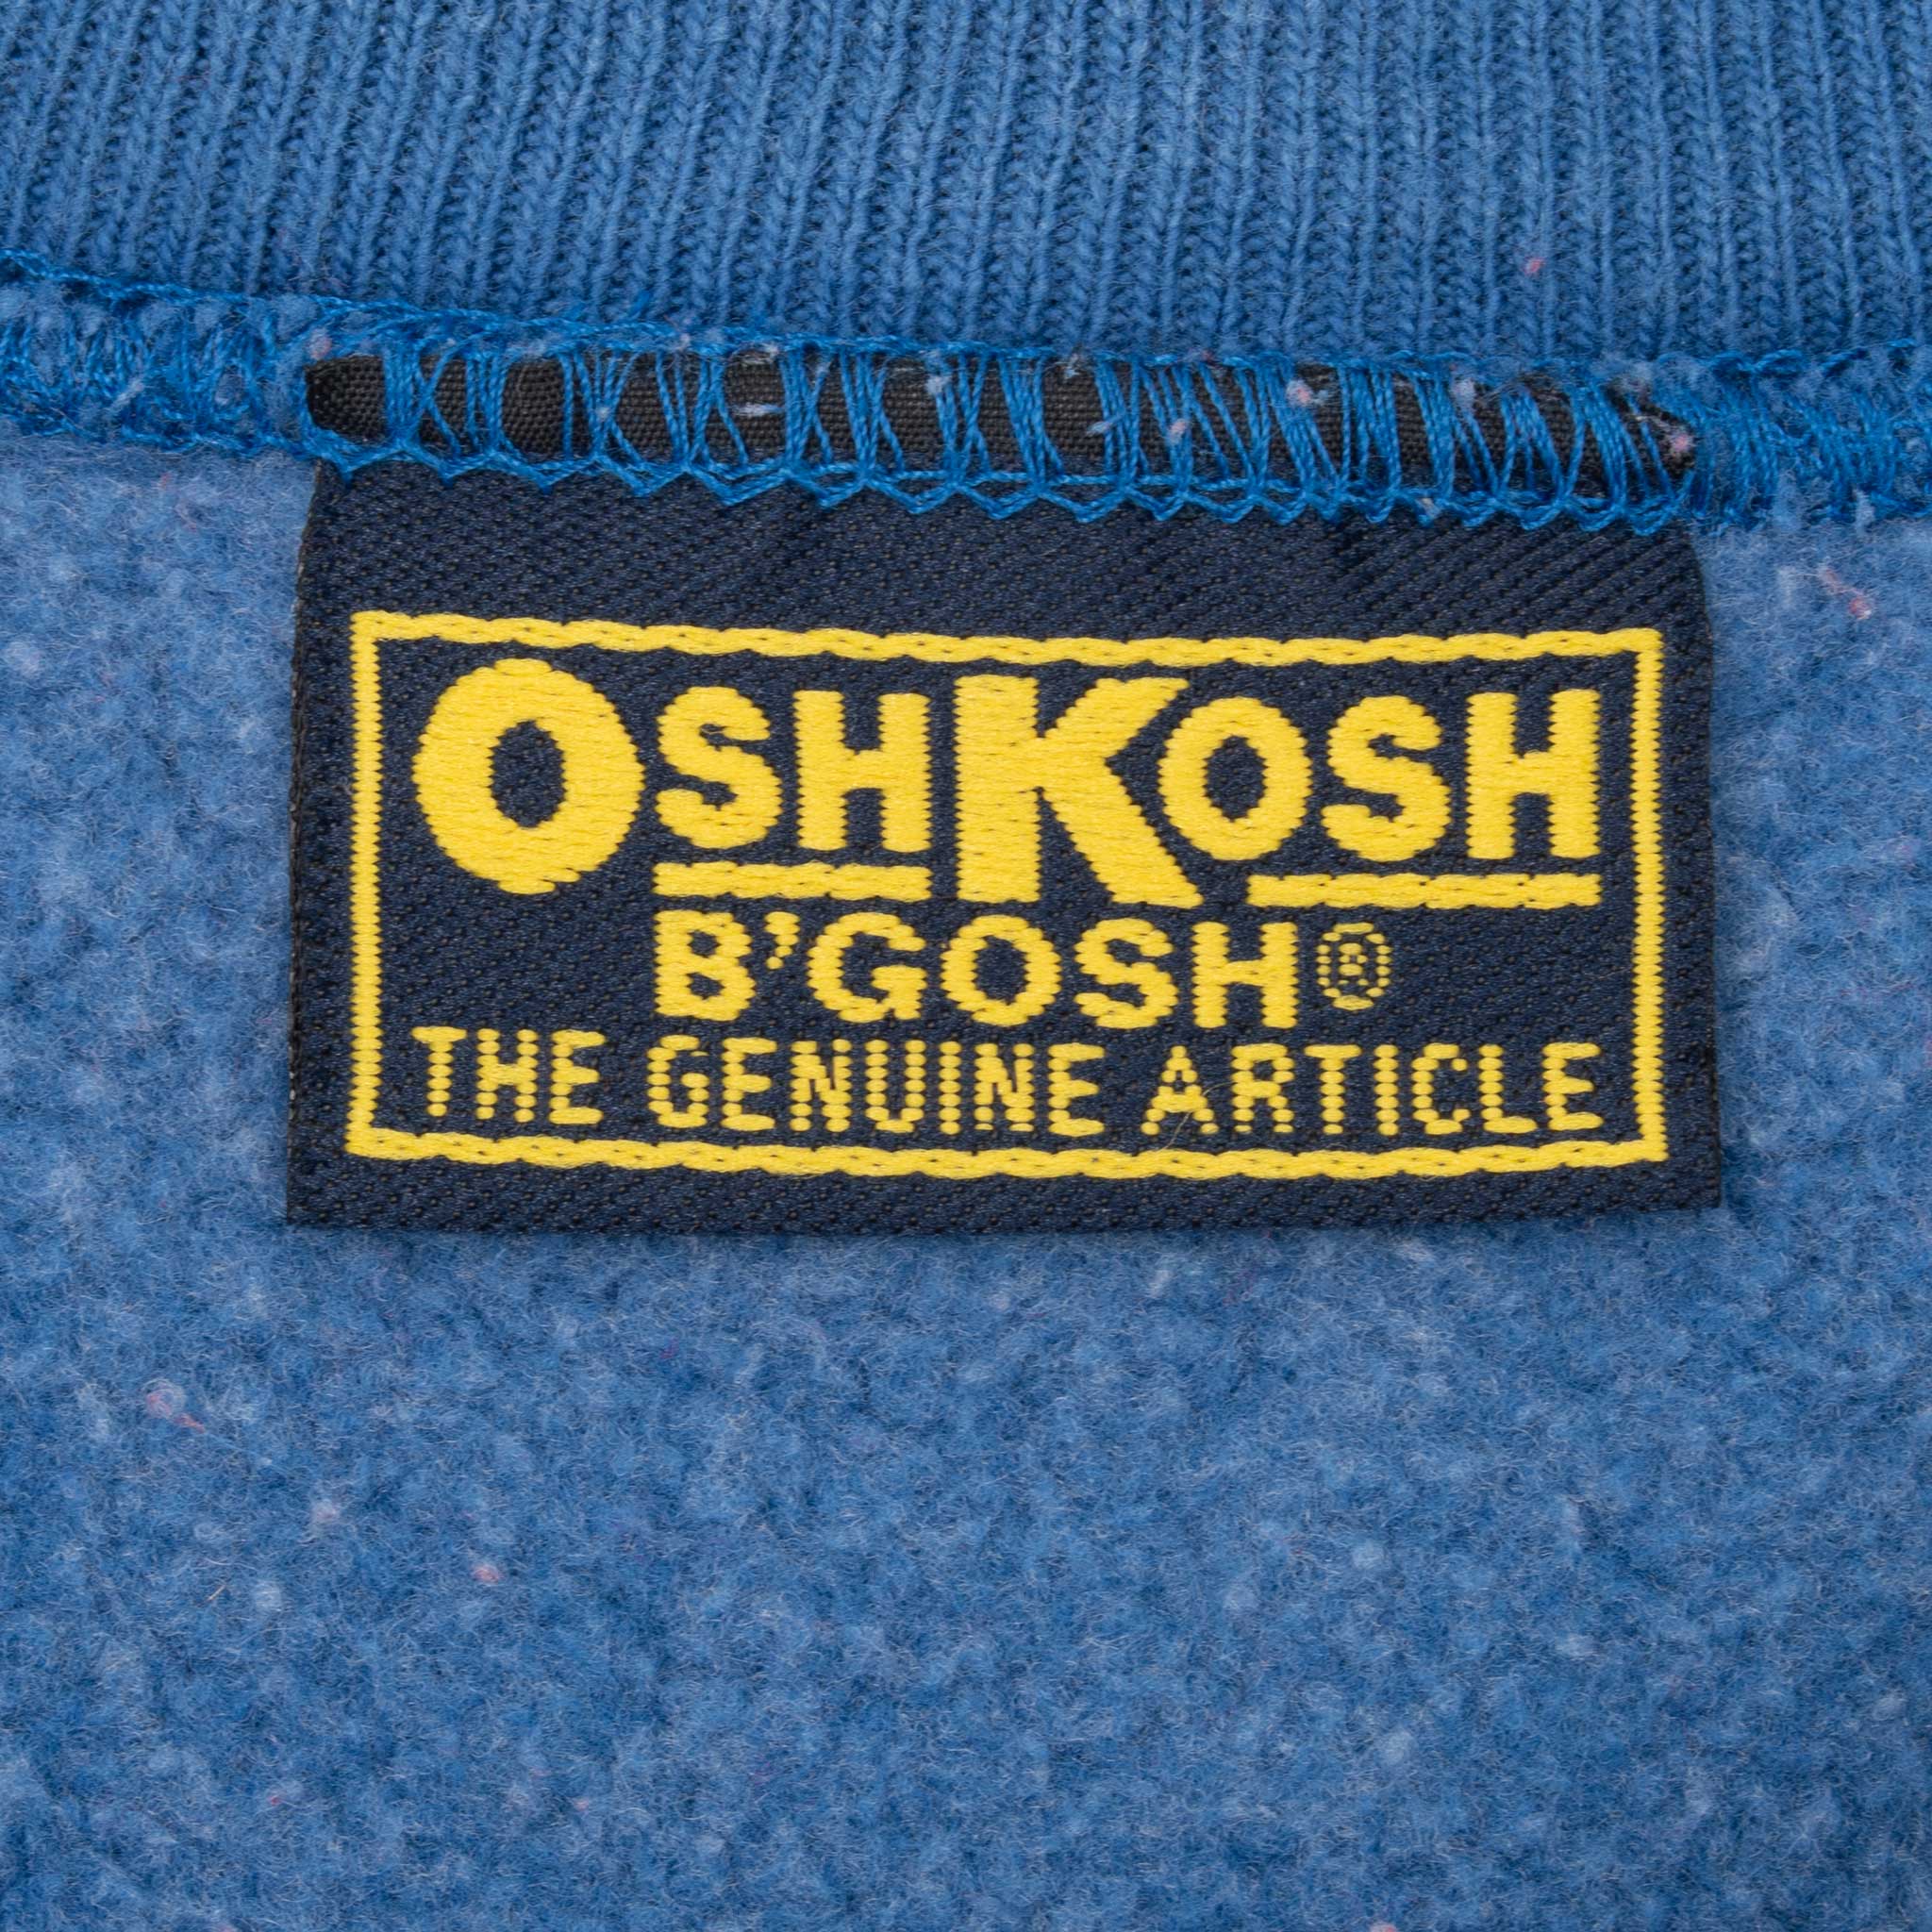 OSHKOSH
B'GOSH®
THE GENUINE ARTICLE